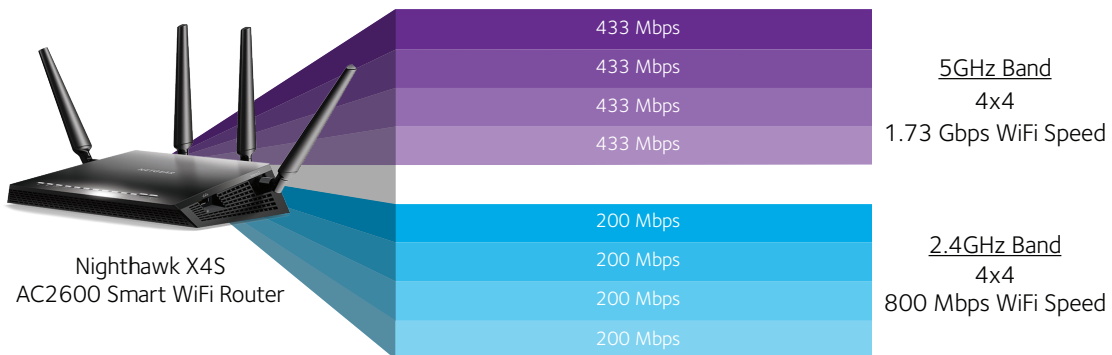 433 Mbps
433 Mbps
433 Mbps
433 Mbps
5GHz Band
4x4
1.73 Gbps WiFi Speed
NETGEAR
200 Mbps
200 Mbps
200 Mbps
200 Mbps
2.4GHz Band
4x4
800 Mbps WiFi Speed
Nighthawk X4S
AC2600 Smart WiFi Router